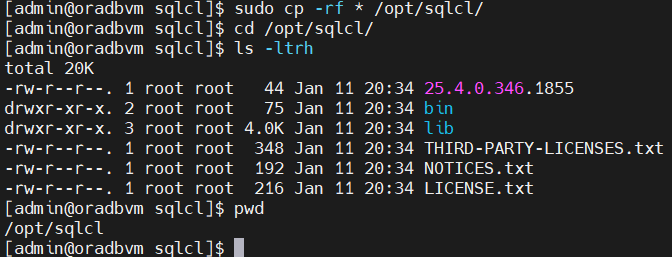 [admin@oradbvm sqlcl]$ sudo cp -rf * /opt/sqlcl/
[admin@oradbvm sqlcl]$ cd /opt/sqlcl/
[admin@oradbvm sqlcl]$ ls -ltrh
total 20K
-rw-r--r--. 1 root root   44 Jan 11 20:34 25.4.0.346.1855
drwxr-xr-x. 2 root root   75 Jan 11 20:34 bin
drwxr-xr-x. 3 root root 4.0K Jan 11 20:34 lib
-rw-r--r--. 1 root root  348 Jan 11 20:34 THIRD-PARTY-LICENSES.txt
-rw-r--r--. 1 root root  192 Jan 11 20:34 NOTICES.txt
-rw-r--r--. 1 root root  216 Jan 11 20:34 LICENSE.txt
[admin@oradbvm sqlcl]$ pwd
/opt/sqlcl
[admin@oradbvm sqlcl]$